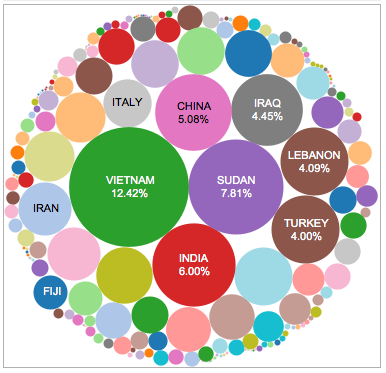 ITALY
CHINA
5.08%
IRAQ
4.45%
LEBANON
4.09%
VIETNAM
12.42%
SUDAN
7.81%
IRAN
TURKEY
4.00%
INDIA
6.00%
FIJI